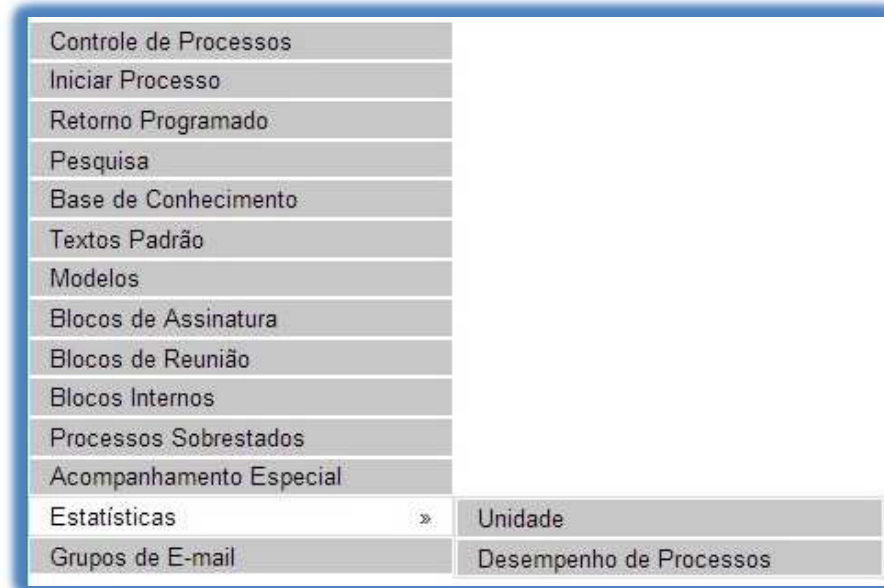 Controle de Processos
Iniciar Processo
Retorno Programado
Pesquisa
Base de Conhecimento
Textos Padrão
Modelos
Blocos de Assinatura
Blocos de Reunião
Blocos Internos
Processos Sobrestados
Acompanhamento Especial
Estatísticas » Unidade
Grupos de E-mail Desempenho de Processos